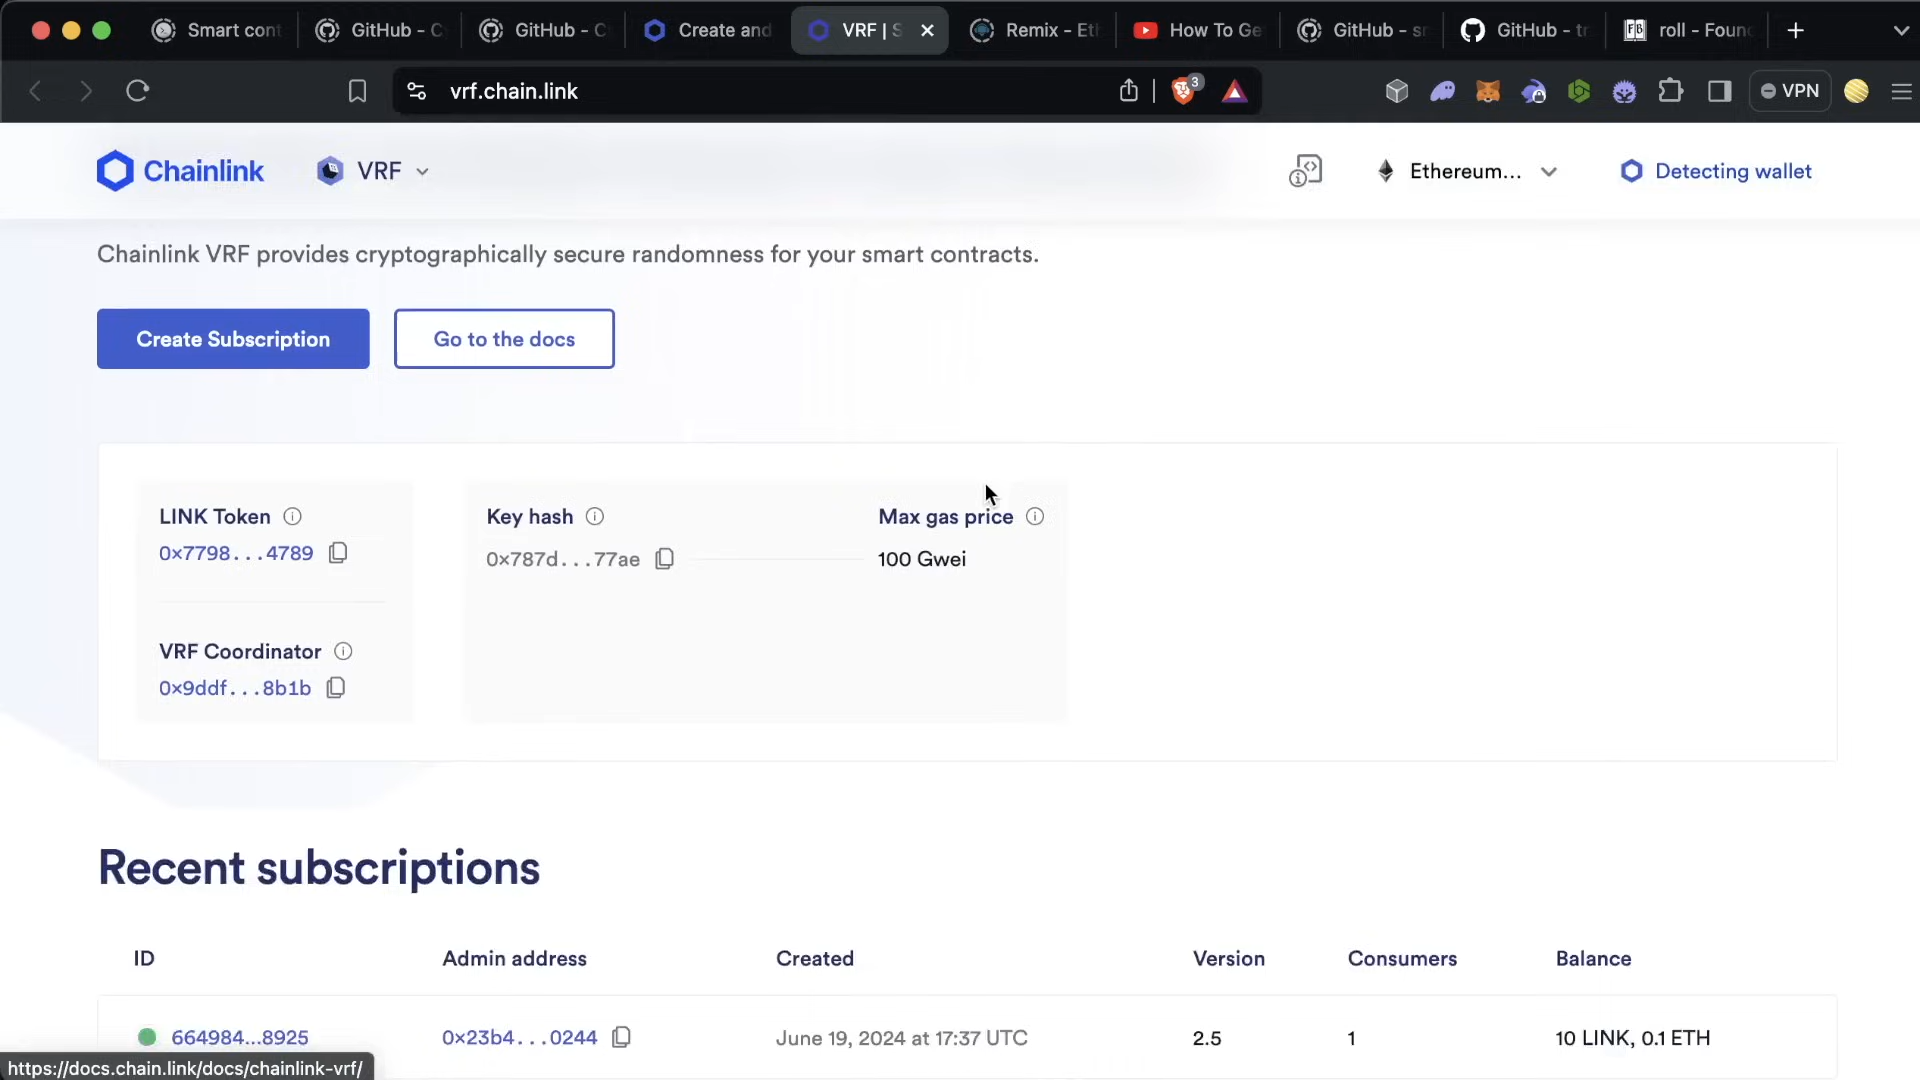 Smart cont
GitHub - C
GitHub - C
Create and
VRF | S
Remix - Eth
How To Ge
GitHub - sm
GitHub - tr
roll - Foun
vrf.chain.link
3
VPN
Chainlink
VRF
Ethereum...
Detecting wallet
Chainlink VRF provides cryptographically secure randomness for your smart contracts.
Create Subscription
Go to the docs
LINK Token
Key hash
Max gas price
0x7798...4789
0x787d...77ae
100 Gwei
VRF Coordinator
0x9ddf...8b1b
Recent subscriptions
ID Admin address Created Version Consumers Balance
664984...8925 0x23b4...0244 June 19, 2024 at 17:37 UTC 2.5 1 10 LINK, 0.1 ETH
https://docs.chain.link/docs/chainlink-vrf/